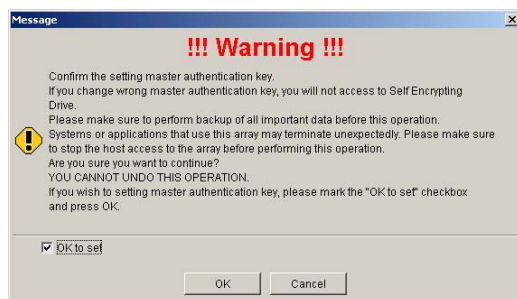 Message
!!! Warning !!!
Confirm the setting master authentication key.
If you change wrong master authentication key, you will not access to Self Encrypting
Drive.
Please make sure to perform backup of all important data before this operation.
Systems or applications that use this array may terminate unexpectedly. Please make sure
to stop the host access to the array before performing this operation.
Are you sure you want to continue?
YOU CANNOT UNDO THIS OPERATION.
If you wish to setting master authentication key, please mark the "OK to set" checkbox
and press OK.
OK to set
OK Cancel